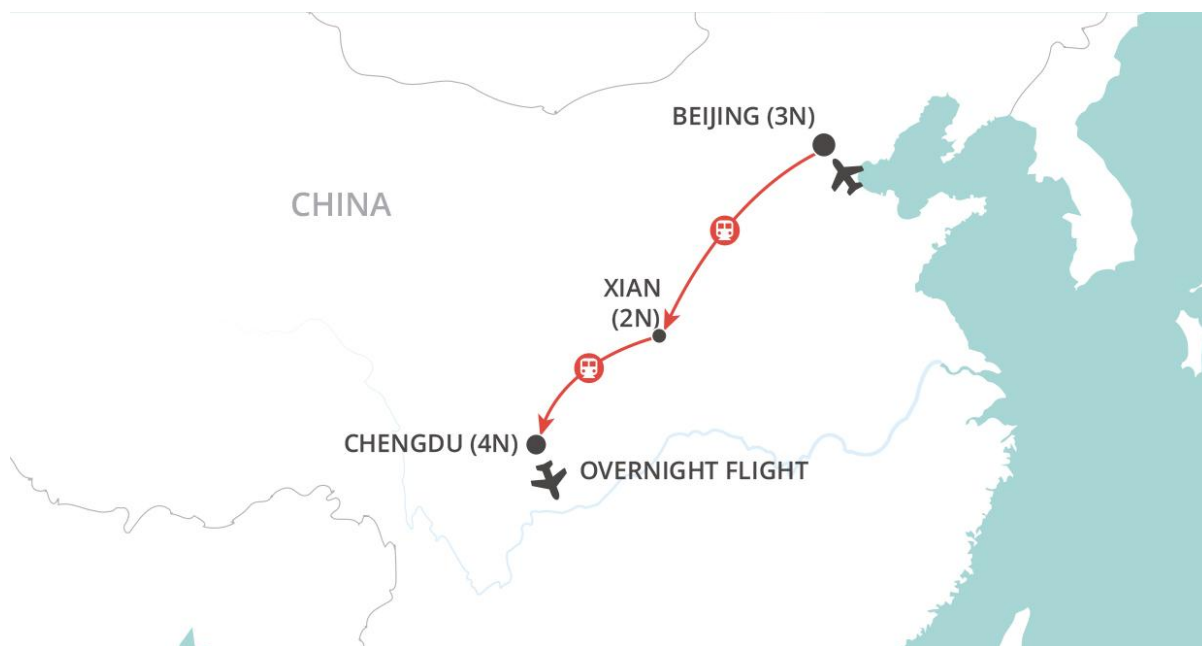 BEIJING (3N)
CHINA
XIAN
(2N)
CHENGDU (4N)
OVERNIGHT FLIGHT